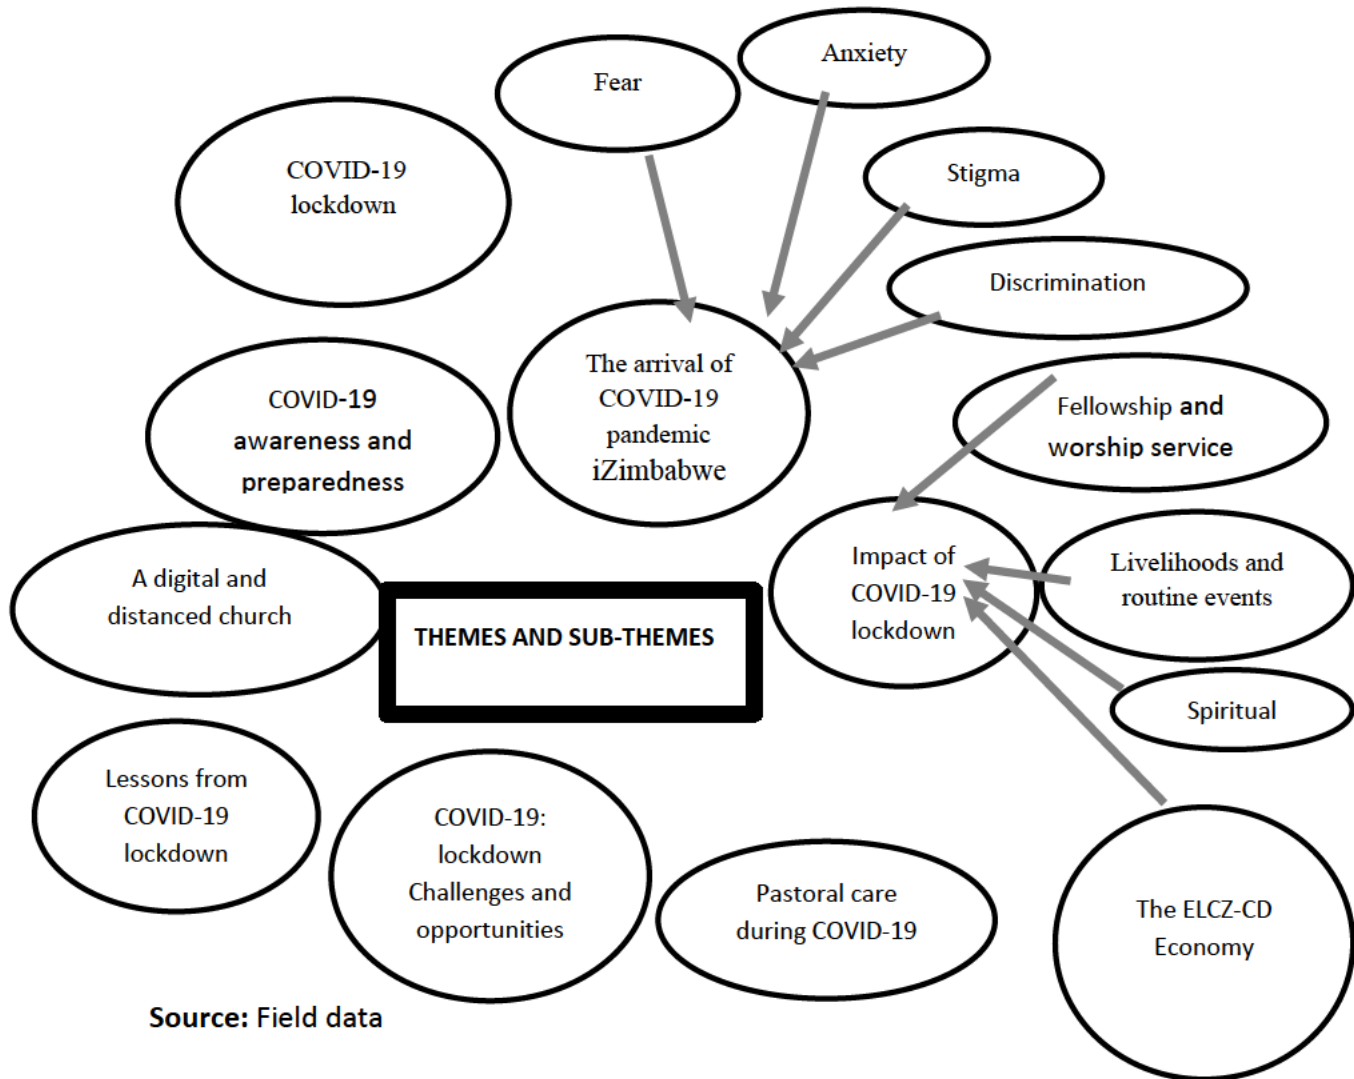 Anxiety
Fear
COVID-19
lockdown
Stigma
Discrimination
The arrival of
COVID-19
pandemic
iZimbabwe
COVID-19
awareness and
preparedness
Fellowship and
worship service
A digital and
distanced church
Impact of
COVID-19
lockdown
Livelihoods and
routine events
THEMES AND SUB-THEMES
Spiritual
Lessons from
COVID-19
lockdown
COVID-19:
lockdown
Challenges and
opportunities
Pastoral care
during COVID-19
The ELCZ-CD
Economy
Source: Field data